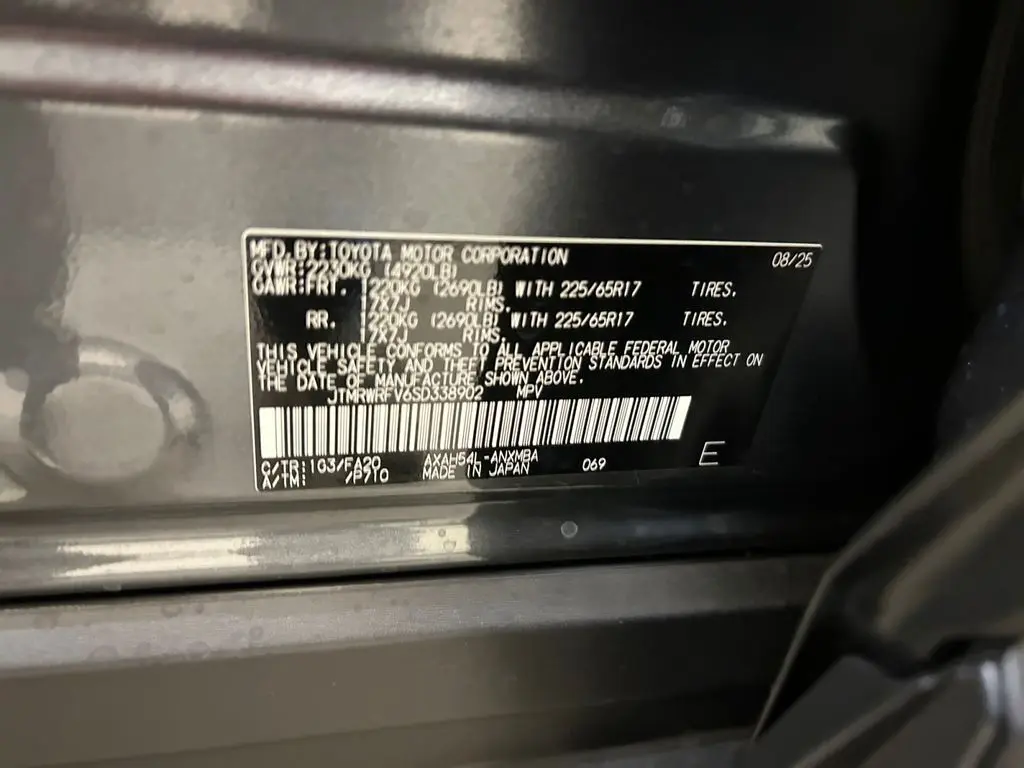 MFD.BY:TOYOTA MOTOR CORPORATION 08/25
GVWR:2230KG (4920LB)
GAWR:FRT. 1220KG (2690LB) WITH 225/65R17 TIRES.
17X7J RIMS.
RR. 1220KG (2690LB) WITH 225/65R17 TIRES.
17X7J RIMS.
THIS VEHICLE CONFORMS TO ALL APPLICABLE FEDERAL MOTOR
VEHICLE SAFETY AND THEFT PREVENTION STANDARDS IN EFFECT ON
THE DATE OF MANUFACTURE SHOWN ABOVE.
JTMRWRFV6SD338902 MPV
C/TR:1G3/FA20 AXAH54L-ANXMBA 069 E
A/TM: /P710 MADE IN JAPAN